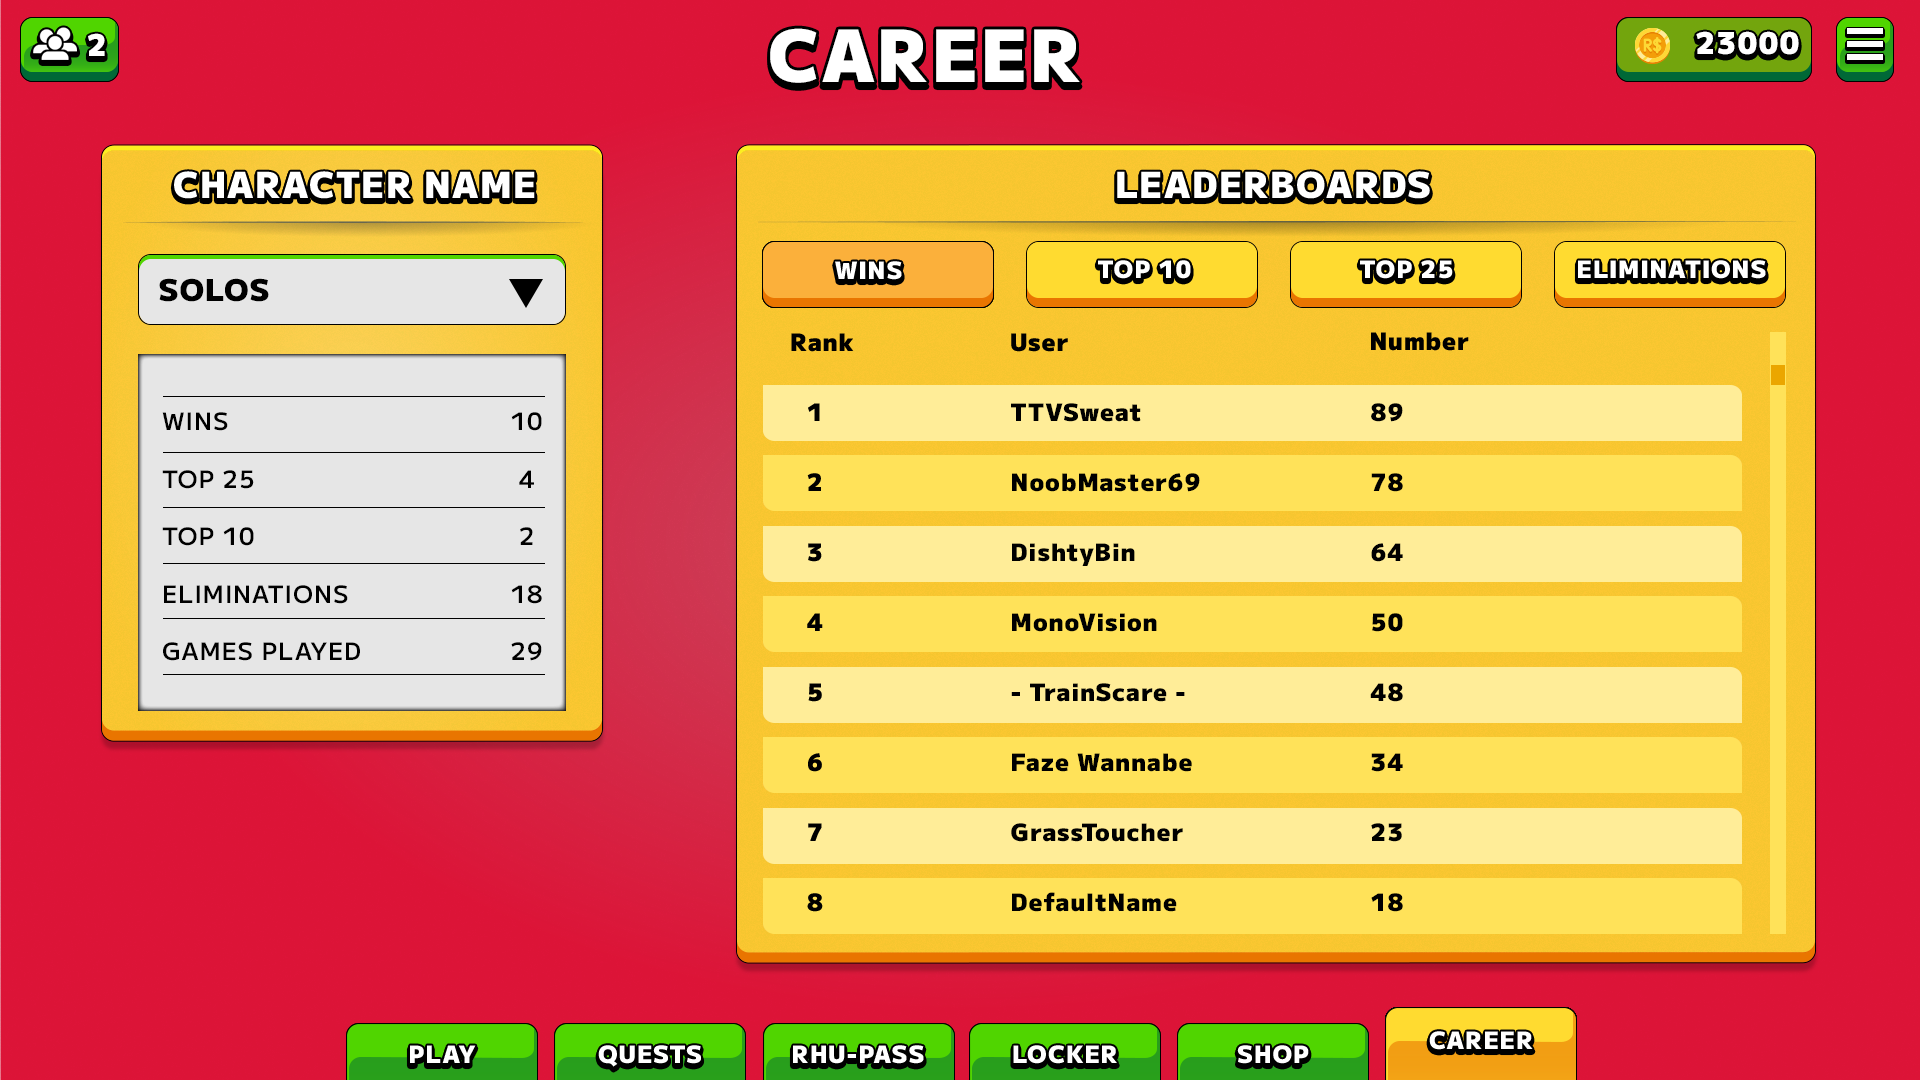 2
CAREER
R$ 23000
CHARACTER NAME
SOLOS
WINS 10
TOP 25 4
TOP 10 2
ELIMINATIONS 18
GAMES PLAYED 29
LEADERBOARDS
WINS TOP 10 TOP 25 ELIMINATIONS
Rank User Number
1 TTVSweat 89
2 NoobMaster69 78
3 DishtyBin 64
4 MonoVision 50
5 - TrainScare - 48
6 Faze Wannabe 34
7 GrassToucher 23
8 DefaultName 18
PLAY QUESTS RHU-PASS LOCKER SHOP CAREER